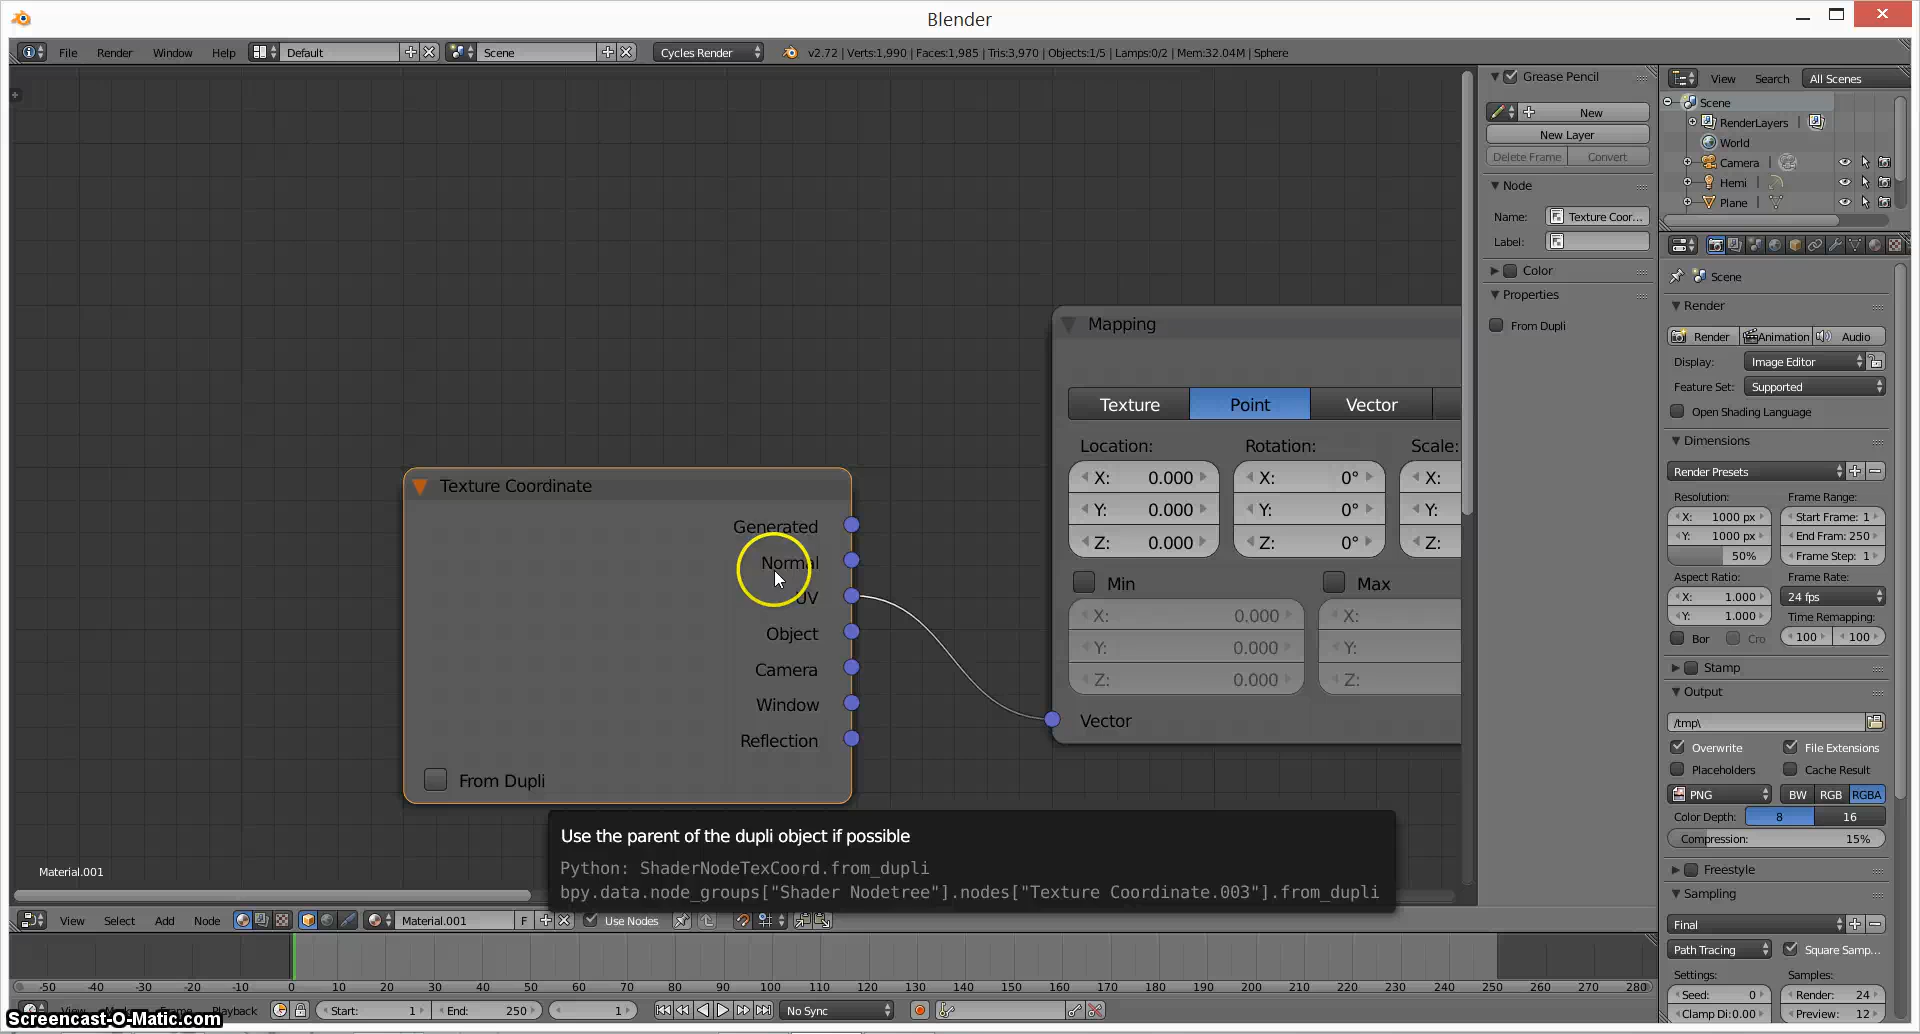 Blender
File Render Window Help Default Scene Cycles Render v2.72 | Verts:1,990 | Faces:1,985 | Tris:3,970 | Objects:1/5 | Lamps:0/2 | Mem:32.04M | Sphere
Grease Pencil
New
New Layer
Delete Frame Convert
Node
Name: Texture Coor...
Label:
Color
Properties
From Dupli
View Search All Scenes
Scene
RenderLayers
World
Camera
Hemi
Plane
Scene
Render
Render Animation Audio
Display: Image Editor
Feature Set: Supported
Open Shading Language
Dimensions
Render Presets
Resolution: Frame Range:
X: 1000 px Start Frame: 1
Y: 1000 px End Fram: 250
50% Frame Step: 1
Aspect Ratio: Frame Rate:
X: 1.000 24 fps
Y: 1.000 Time Remapping:
Bor Cro 100 100
Stamp
Output
/tmp\
Overwrite File Extensions
Placeholders Cache Result
PNG BW RGB RGBA
Color Depth: 8 16
Compression: 15%
Freestyle
Sampling
Final
Path Tracing Square Samp...
Settings: Samples:
Seed: 0 Render: 24
Clamp Di:0.00 Preview: 12
Mapping
Texture Point Vector
Location: Rotation: Scale:
X: 0.000 X: 0° X:
Y: 0.000 Y: 0° Y:
Z: 0.000 Z: 0° Z:
Min Max
X: 0.000 X:
Y: 0.000 Y:
Z: 0.000 Z:
Vector
Texture Coordinate
Generated
Normal
UV
Object
Camera
Window
Reflection
From Dupli
Use the parent of the dupli object if possible
Python: ShaderNodeTexCoord.from_dupli
bpy.data.node_groups["Shader Nodetree"].nodes["Texture Coordinate.003"].from_dupli
Material.001
View Select Add Node Material.001 F Use Nodes
-50 -40 -30 -20 -10 0 10 20 30 40 50 60 70 80 90 100 110 120 130 140 150 160 170 180 190 200 210 220 230 240 250 260 270 280
Playback Start: 1 End: 250 1 No Sync
Screencast-O-Matic.com